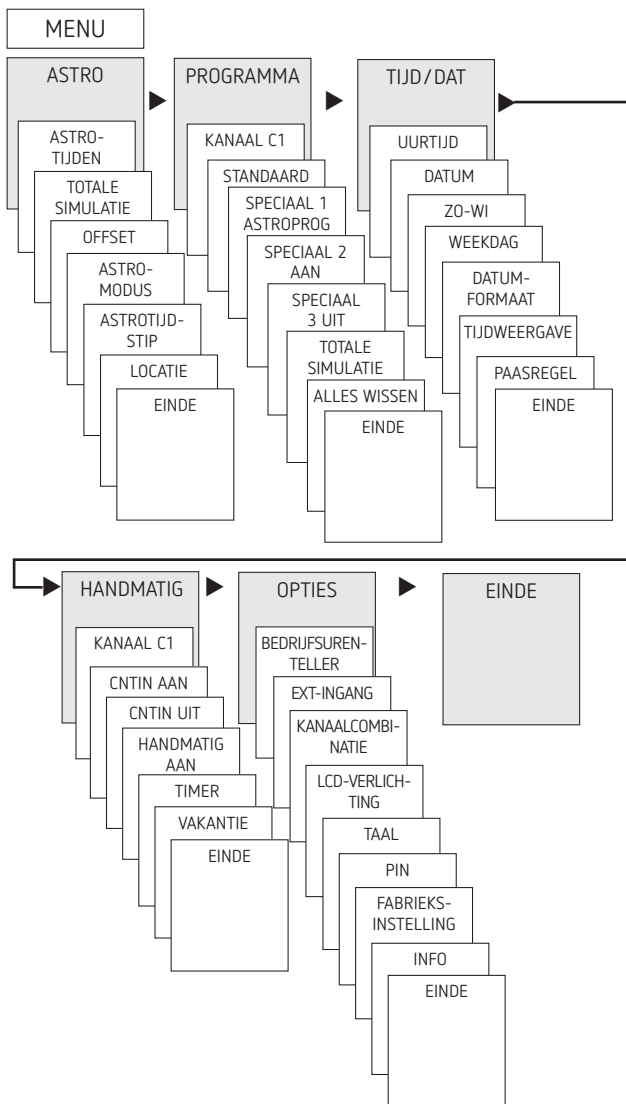 MENU
ASTRO
ASTRO-
TIJDEN
TOTALE
SIMULATIE
OFFSET
ASTRO-
MODUS
ASTROTIJD-
STIP
LOCATIE
EINDE
PROGRAMMA
KANAAL C1
STANDAARD
SPECIAAL 1
ASTROPROG
SPECIAAL 2
AAN
SPECIAAL
3 UIT
TOTALE
SIMULATIE
ALLES WISSEN
EINDE
TIJD/DAT
UURTIJD
DATUM
ZO-WI
WEEKDAG
DATUM-
FORMAAT
TIJDWEERGAVE
PAASREGEL
EINDE
HANDMATIG
KANAAL C1
CNTIN AAN
CNTIN UIT
HANDMATIG
AAN
TIMER
VAKANTIE
EINDE
OPTIES
BEDRIJFSUREN-
TELLER
EXT-INGANG
KANAALCOMBI-
NATIE
LCD-VERLICH-
TING
TAAL
PIN
FABRIEKS-
INSTELLING
INFO
EINDE
EINDE